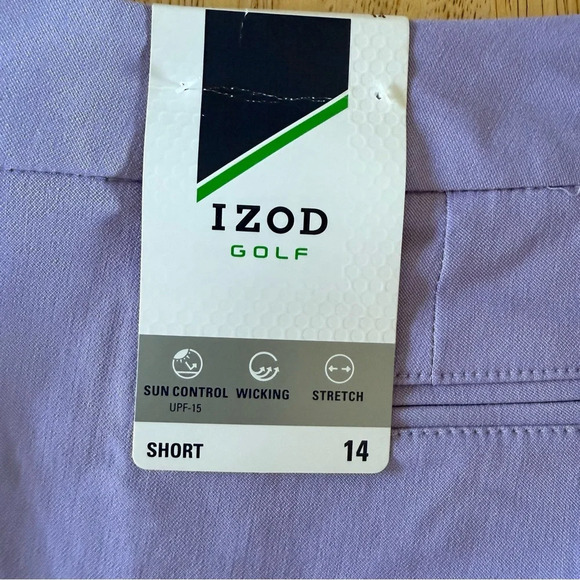 IZOD
GOLF
SUN CONTROL WICKING STRETCH
UPF-15
SHORT 14